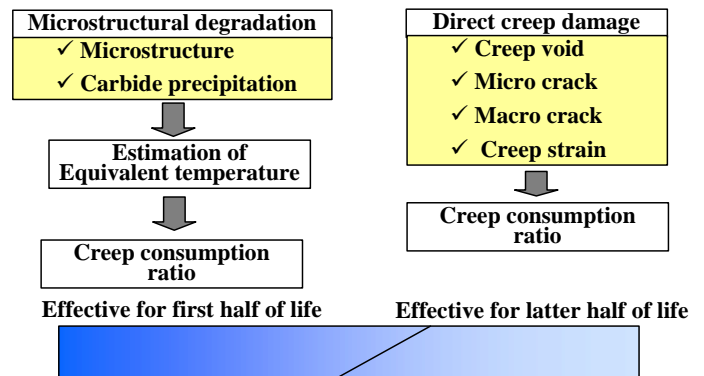 Microstructural degradation
✓ Microstructure
✓ Carbide precipitation
Estimation of
Equivalent temperature
Creep consumption
ratio
Effective for first half of life
Direct creep damage
✓ Creep void
✓ Micro crack
✓ Macro crack
✓ Creep strain
Creep consumption
ratio
Effective for latter half of life